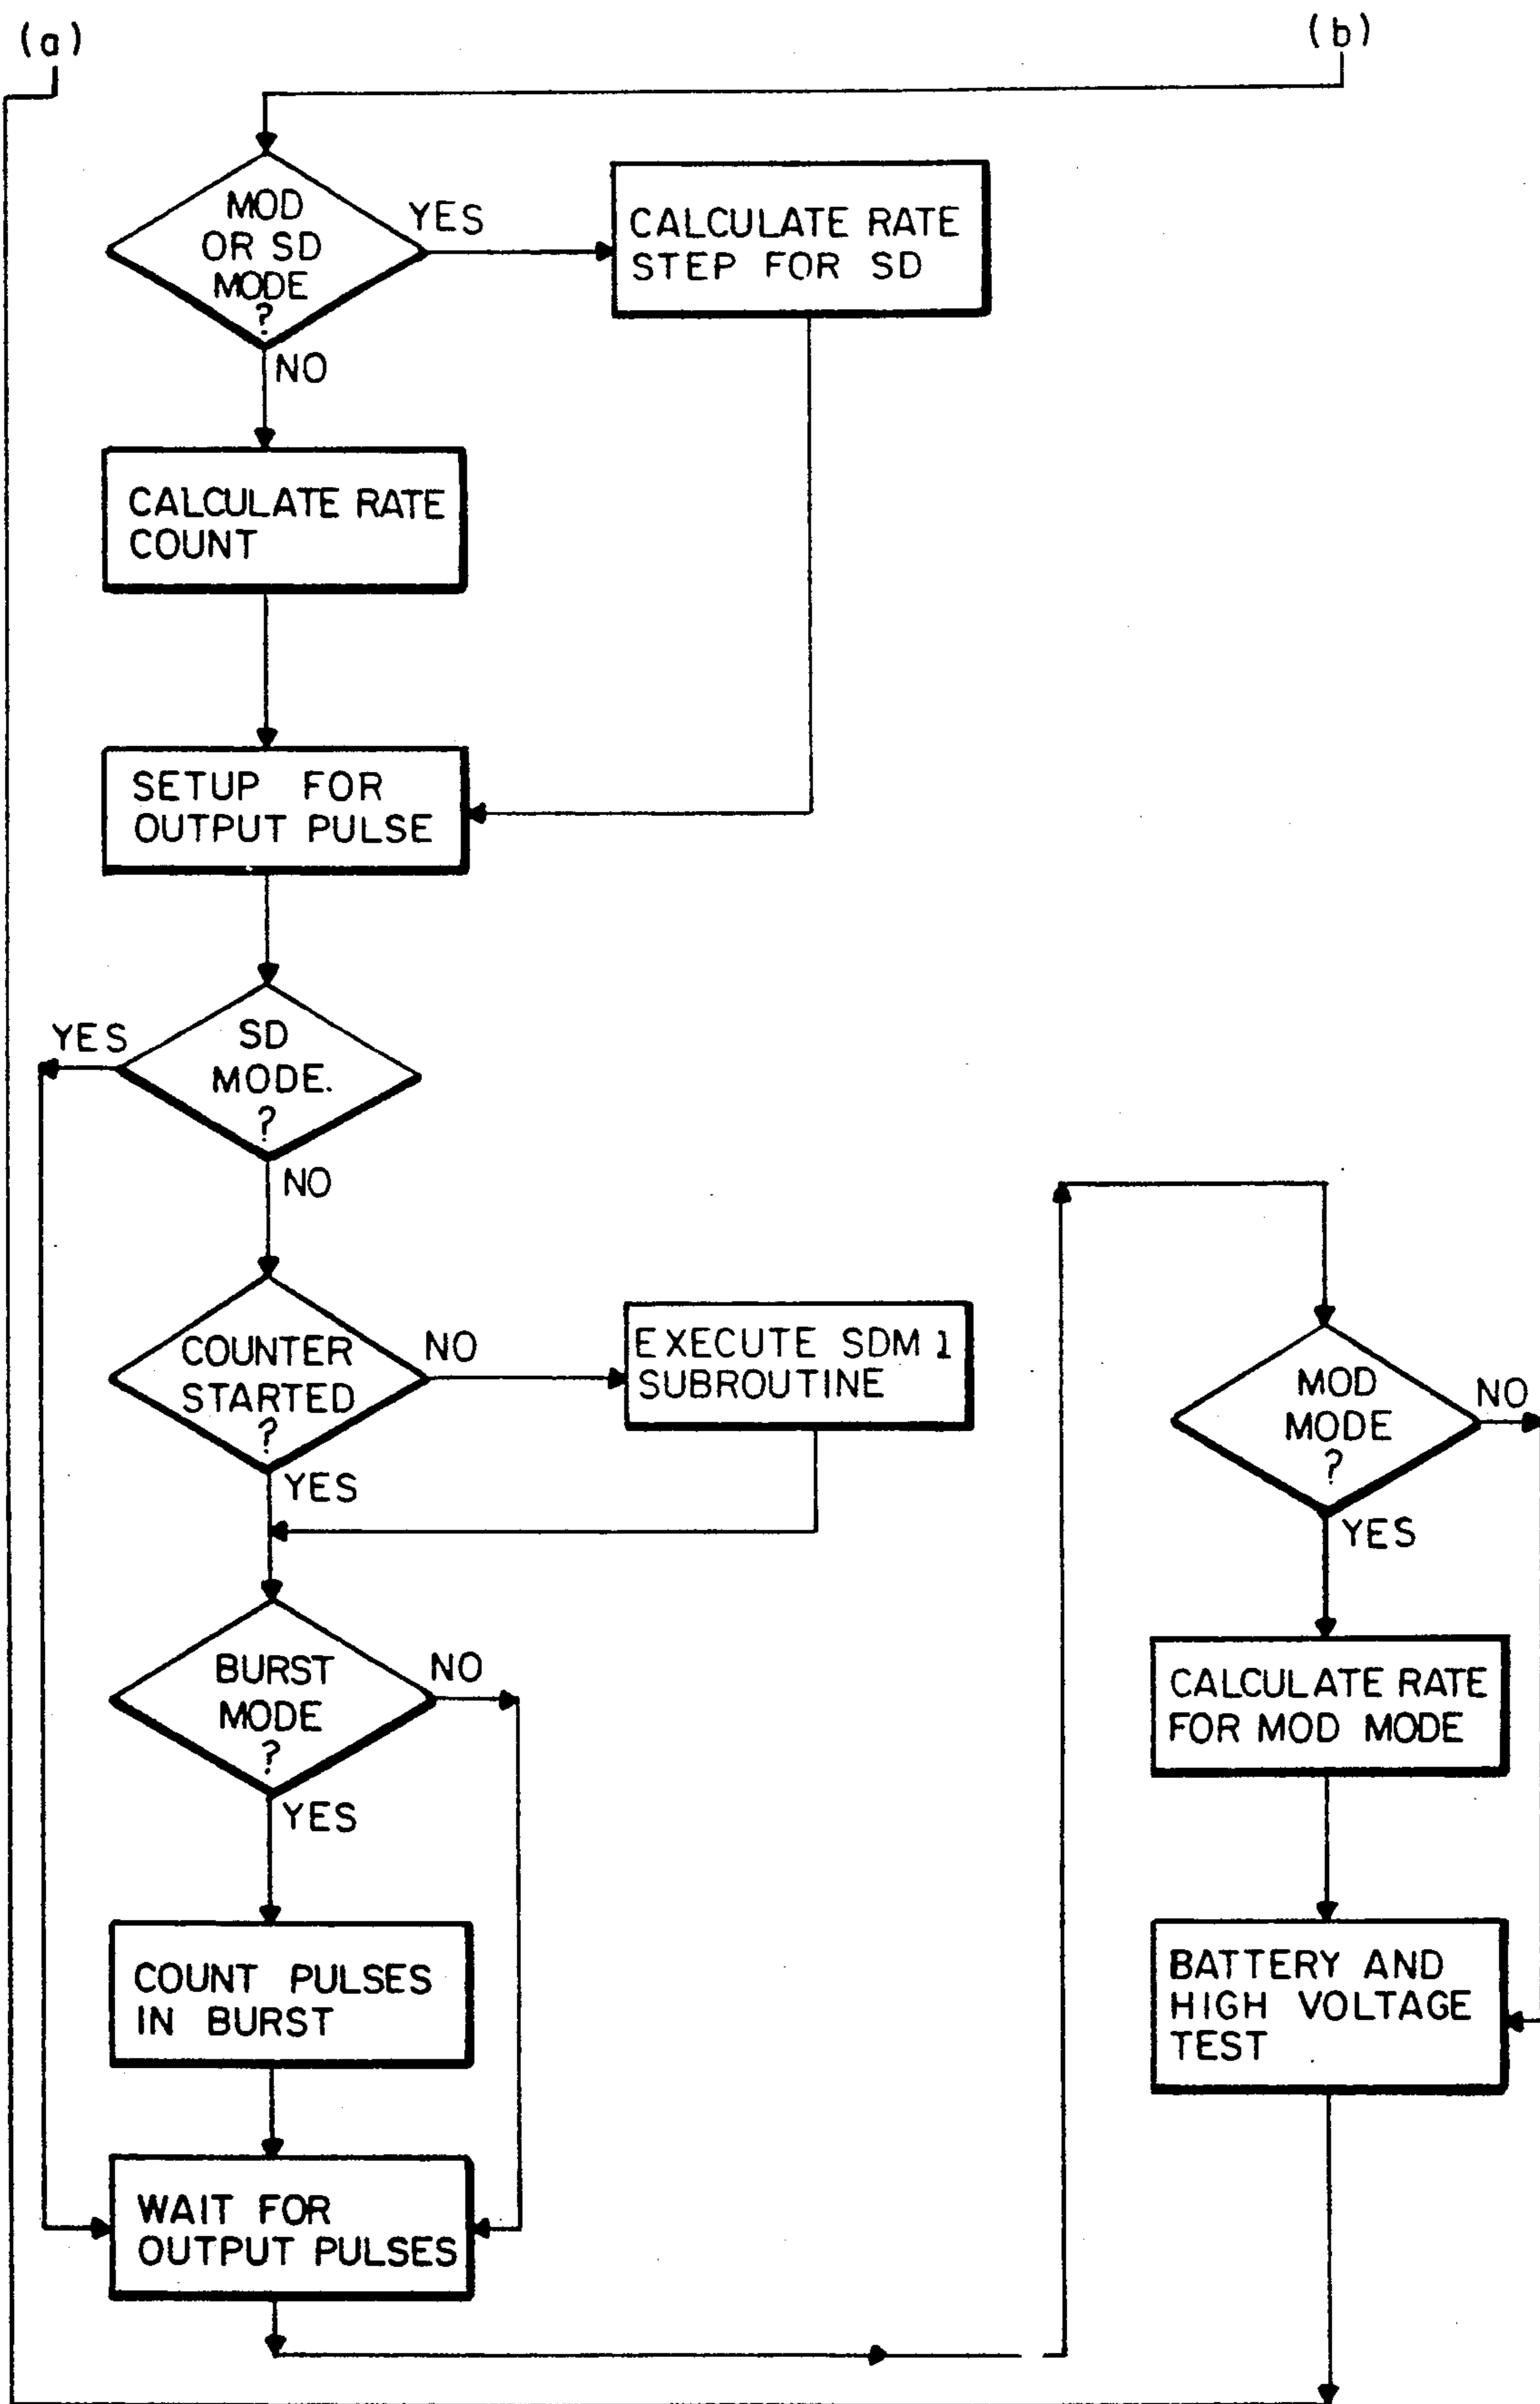 (a)
(b)
MOD
OR SD
MODE
?
YES
NO
CALCULATE RATE
STEP FOR SD
CALCULATE RATE
COUNT
SETUP FOR
OUTPUT PULSE
SD
MODE.
?
YES
NO
COUNTER
STARTED
?
NO
YES
EXECUTE SDM 1
SUBROUTINE
BURST
MODE
?
NO
YES
COUNT PULSES
IN BURST
WAIT FOR
OUTPUT PULSES
MOD
MODE
?
NO
YES
CALCULATE RATE
FOR MOD MODE
BATTERY AND
HIGH VOLTAGE
TEST